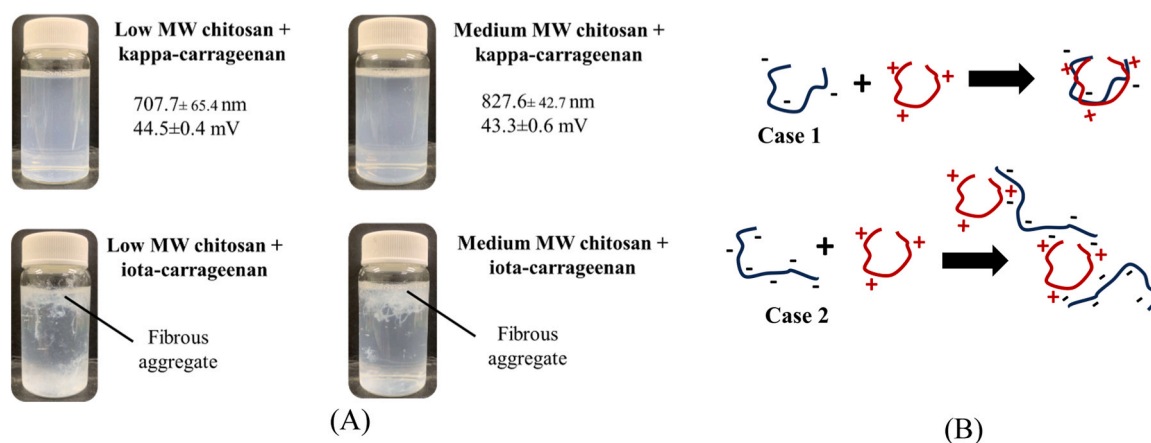 Low MW chitosan +
kappa-carrageenan
707.7± 65.4 nm
44.5±0.4 mV
Medium MW chitosan +
kappa-carrageenan
827.6± 42.7 nm
43.3±0.6 mV
Low MW chitosan +
iota-carrageenan
Fibrous
aggregate
Medium MW chitosan +
iota-carrageenan
Fibrous
aggregate
(A)
- - - + + + + + + + - -
Case 1
- - - - - + + + + + + - - - - + + + - - - - -
Case 2
(B)